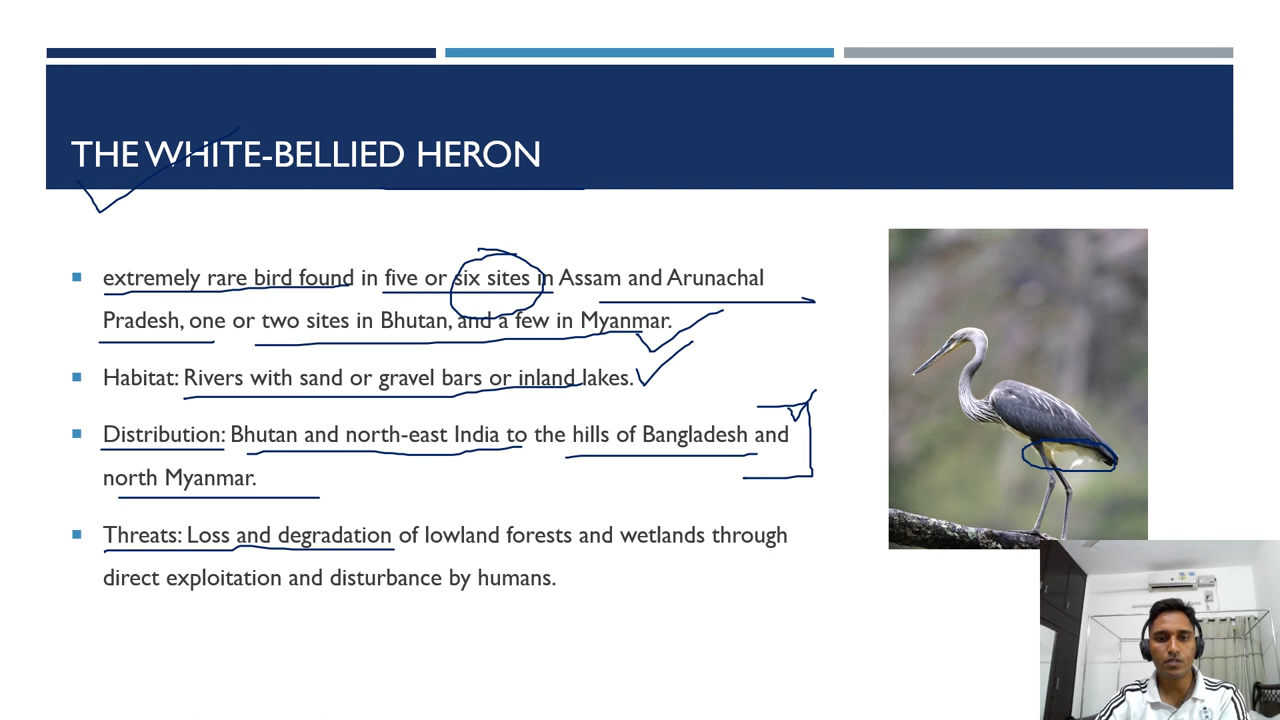 THE WHITE-BELLIED HERON
extremely rare bird found in five or six sites in Assam and Arunachal
Pradesh, one or two sites in Bhutan, and a few in Myanmar.
Habitat: Rivers with sand or gravel bars or inland lakes.
Distribution: Bhutan and north-east India to the hills of Bangladesh and
north Myanmar.
Threats: Loss and degradation of lowland forests and wetlands through
direct exploitation and disturbance by humans.